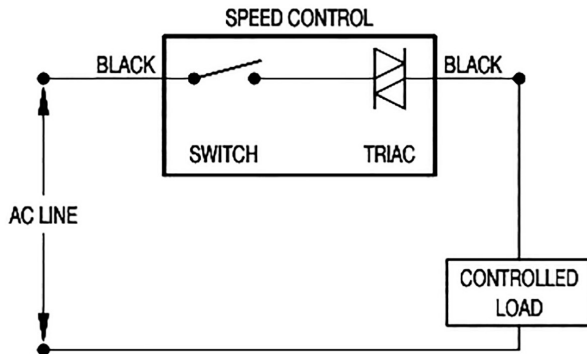 SPEED CONTROL
BLACK
BLACK
SWITCH
TRIAC
AC LINE
CONTROLLED
LOAD